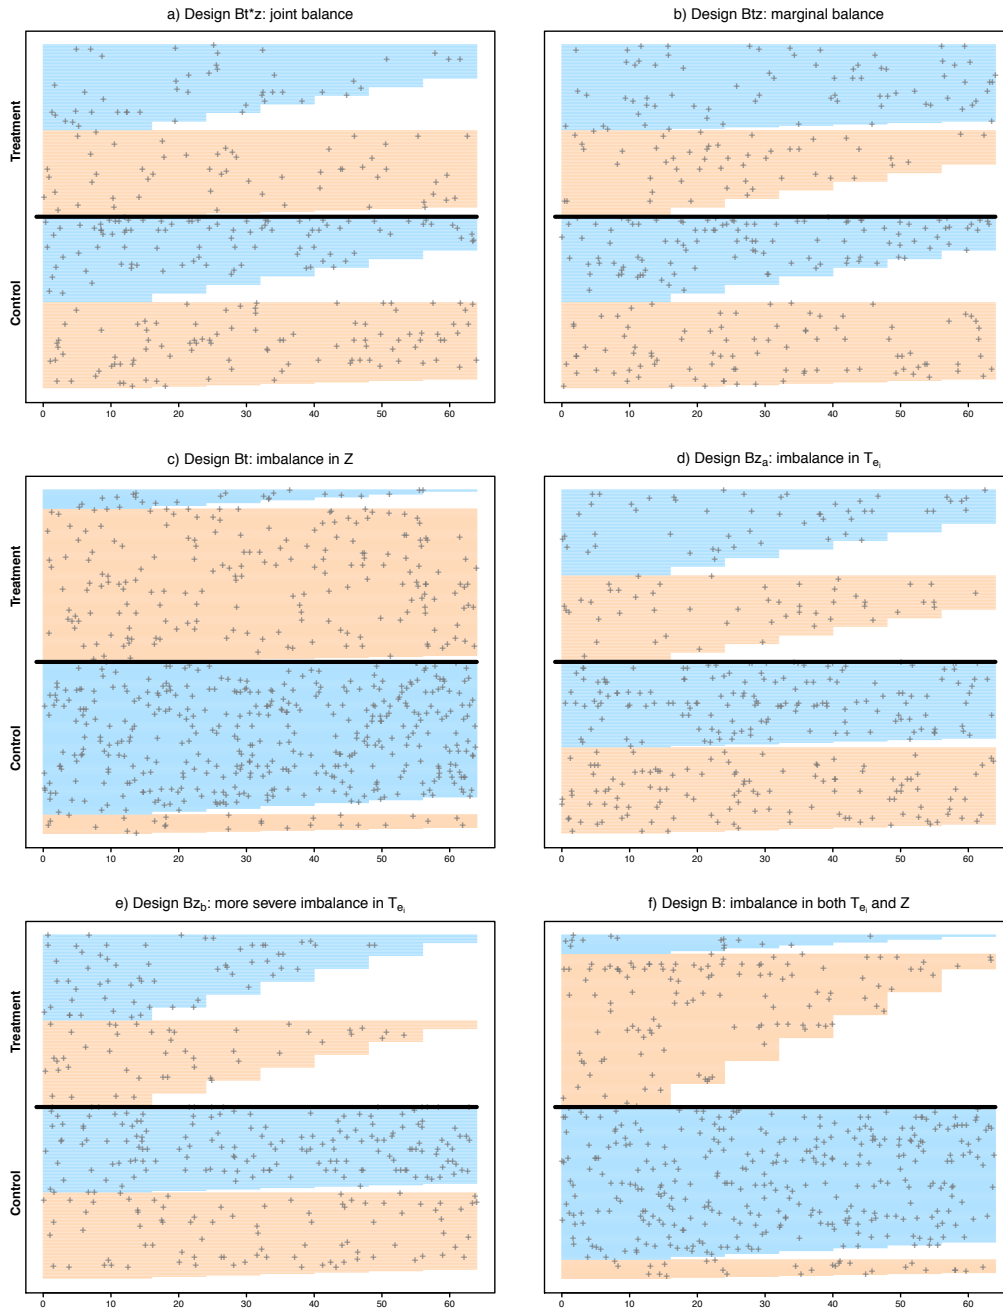 a) Design Bt*z: joint balance
b) Design Btz: marginal balance
Treatment
Control
0 10 20 30 40 50 60
0 10 20 30 40 50 60
c) Design Bt: imbalance in Z
d) Design Bz_a: imbalance in T_e_i
Treatment
Control
0 10 20 30 40 50 60
0 10 20 30 40 50 60
e) Design Bz_b: more severe imbalance in T_e_i
f) Design B: imbalance in both T_e_i and Z
Treatment
Control
0 10 20 30 40 50 60
0 10 20 30 40 50 60